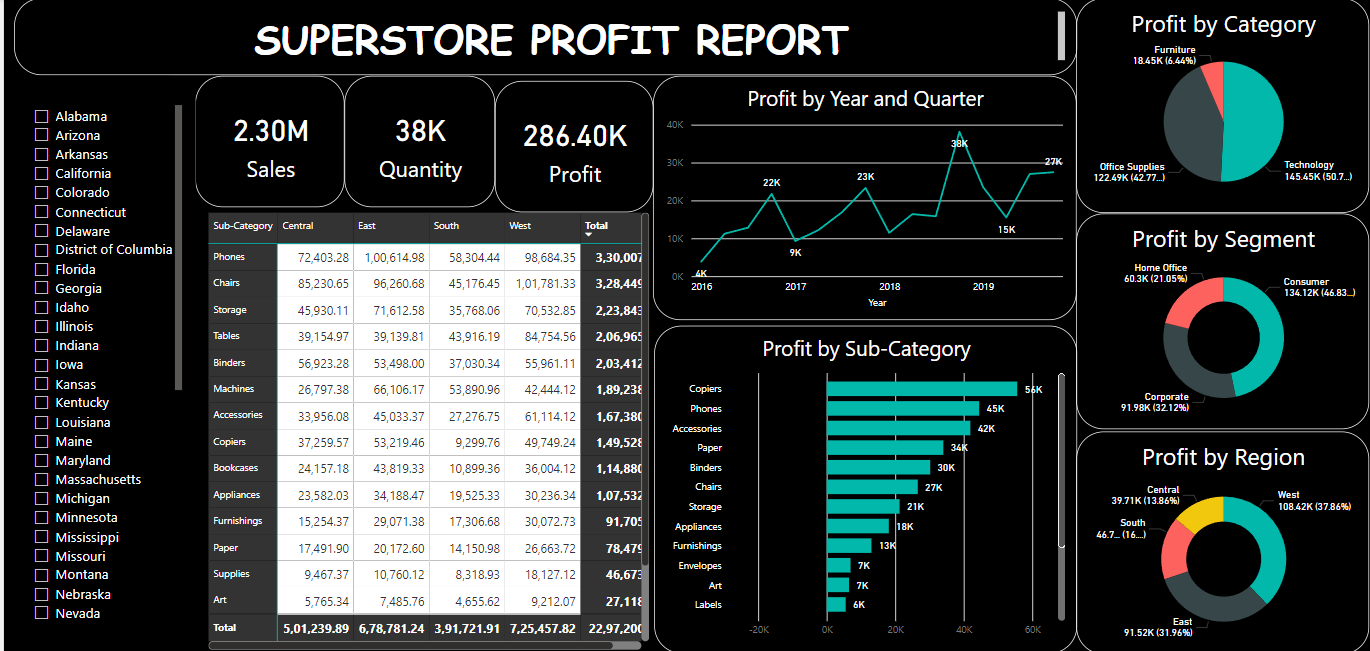 SUPERSTORE PROFIT REPORT
Alabama
Arizona
Arkansas
California
Colorado
Connecticut
Delaware
District of Columbia
Florida
Georgia
Idaho
Illinois
Indiana
Iowa
Kansas
Kentucky
Louisiana
Maine
Maryland
Massachusetts
Michigan
Minnesota
Mississippi
Missouri
Montana
Nebraska
Nevada
2.30M
Sales
38K
Quantity
286.40K
Profit
Sub-Category Central East South West Total
Phones 72,403.28 1,00,614.98 58,304.44 98,684.35 3,30,007
Chairs 85,230.65 96,260.68 45,176.45 1,01,781.33 3,28,449
Storage 45,930.11 71,612.58 35,768.06 70,532.85 2,23,843
Tables 39,154.97 39,139.81 43,916.19 84,754.56 2,06,965
Binders 56,923.28 53,498.00 37,030.34 55,961.11 2,03,412
Machines 26,797.38 66,106.17 53,890.96 42,444.12 1,89,238
Accessories 33,956.08 45,033.37 27,276.75 61,114.12 1,67,380
Copiers 37,259.57 53,219.46 9,299.76 49,749.24 1,49,528
Bookcases 24,157.18 43,819.33 10,899.36 36,004.12 1,14,880
Appliances 23,582.03 34,188.47 19,525.33 30,236.34 1,07,532
Furnishings 15,254.37 29,071.38 17,306.68 30,072.73 91,705
Paper 17,491.90 20,172.60 14,150.98 26,663.72 78,479
Supplies 9,467.37 10,760.12 8,318.93 18,127.12 46,673
Art 5,765.34 7,485.76 4,655.62 9,212.07 27,118
Total 5,01,239.89 6,78,781.24 3,91,721.91 7,25,457.82 22,97,200
Profit by Year and Quarter
40K
30K
20K
10K
0K
4K
22K
9K
23K
38K
15K
27K
2016 2017 2018 2019
Year
Profit by Sub-Category
Copiers 56K
Phones 45K
Accessories 42K
Paper 34K
Binders 30K
Chairs 27K
Storage 21K
Appliances 18K
Furnishings 13K
Envelopes 7K
Art 7K
Labels 6K
-20K 0K 20K 40K 60K
Profit by Category
Furniture
18.45K (6.44%)
Office Supplies
122.49K (42.77...)
Technology
145.45K (50.7...)
Profit by Segment
Home Office
60.3K (21.05%)
Consumer
134.12K (46.83...)
Corporate
91.98K (32.12%)
Profit by Region
Central
39.71K (13.86%)
West
108.42K (37.86%)
South
46.7... (16....)
East
91.52K (31.96%)